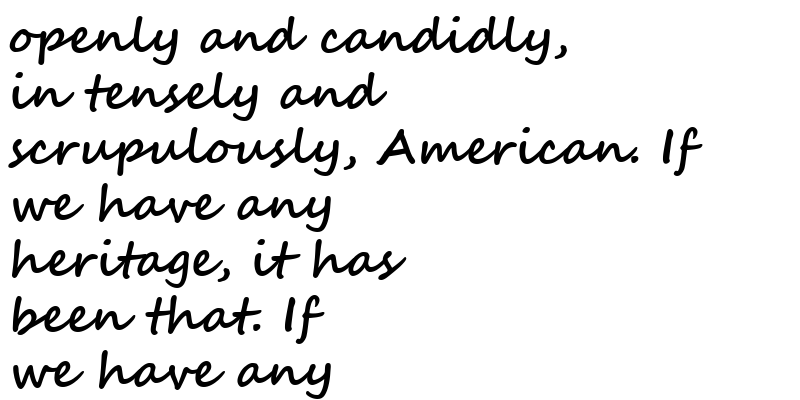 openly and candidly,
in tensely and
scrupulously, American. If
we have any
heritage, it has
been that. If
we have any